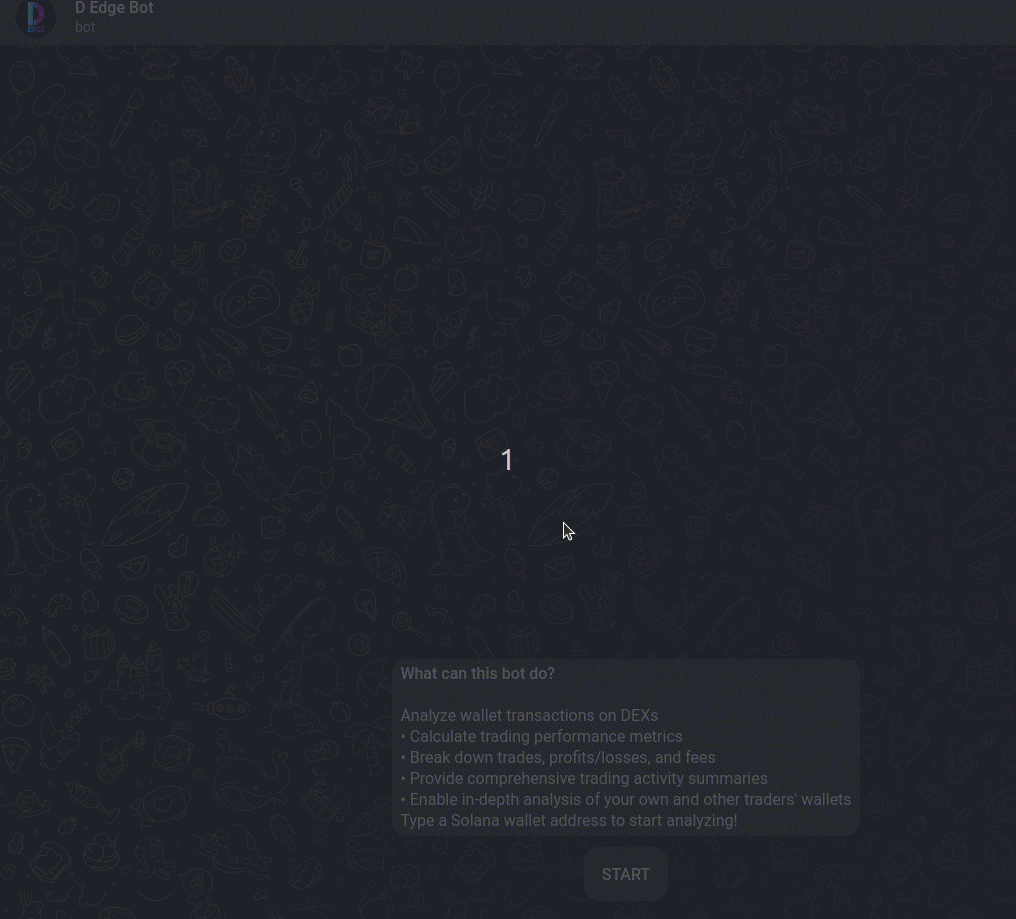 D Edge Bot
bot
EDGE
1
What can this bot do?
Analyze wallet transactions on DEXs
• Calculate trading performance metrics
• Break down trades, profits/losses, and fees
• Provide comprehensive trading activity summaries
• Enable in-depth analysis of your own and other traders' wallets
Type a Solana wallet address to start analyzing!
START